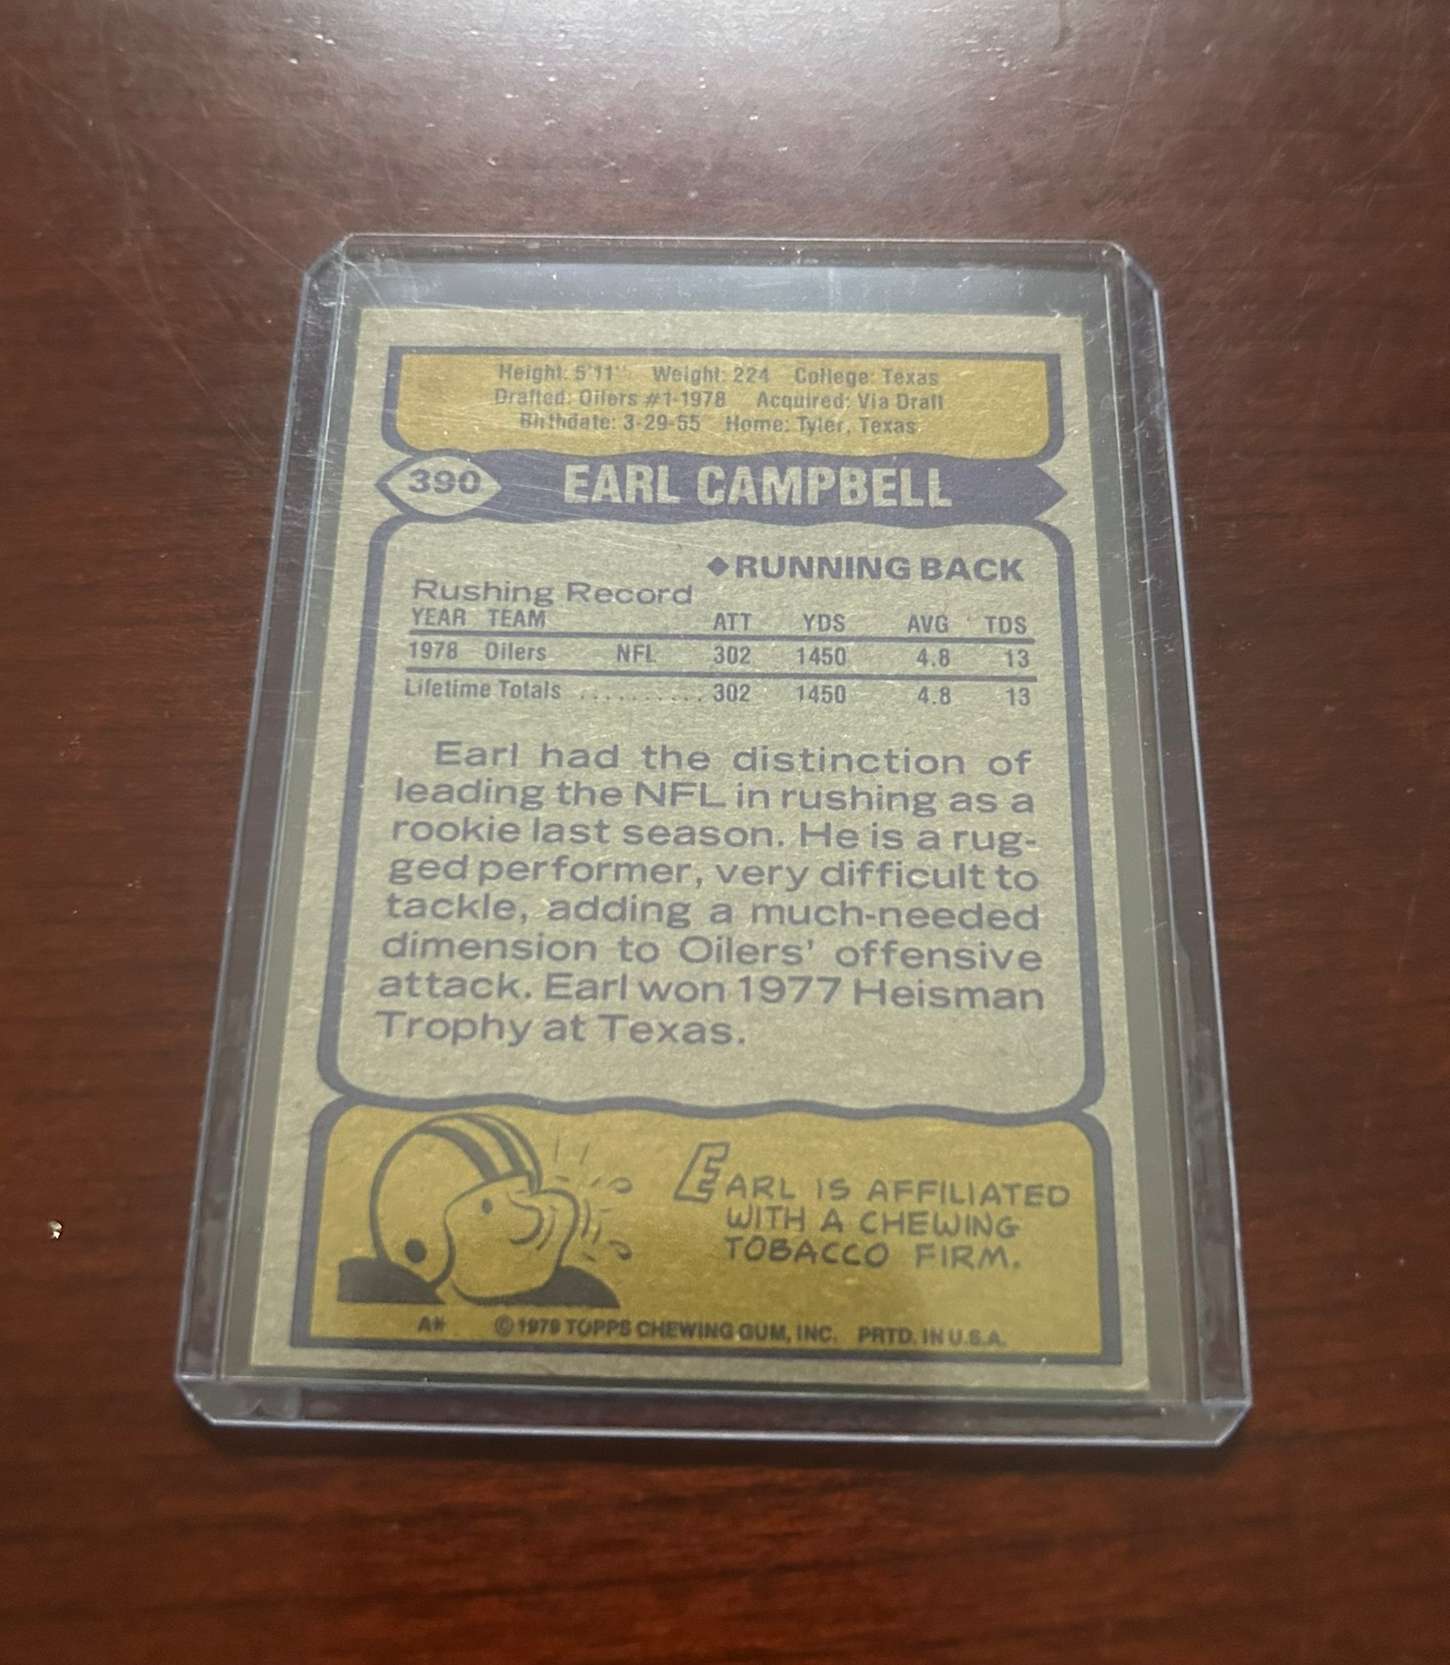 Height: 5'11" Weight: 224 College: Texas
Drafted: Oilers #1-1978 Acquired: Via Draft
Birthdate: 3-29-55 Home: Tyler, Texas
390 EARL CAMPBELL
◆RUNNING BACK
Rushing Record
YEAR TEAM ATT YDS AVG TDS
1978 Oilers NFL 302 1450 4.8 13
Lifetime Totals .......... 302 1450 4.8 13
Earl had the distinction of
leading the NFL in rushing as a
rookie last season. He is a rug-
ged performer, very difficult to
tackle, adding a much-needed
dimension to Oilers' offensive
attack. Earl won 1977 Heisman
Trophy at Texas.
EARL IS AFFILIATED
WITH A CHEWING
TOBACCO FIRM.
A** ©1979 TOPPS CHEWING GUM, INC. PRTD. IN U.S.A.